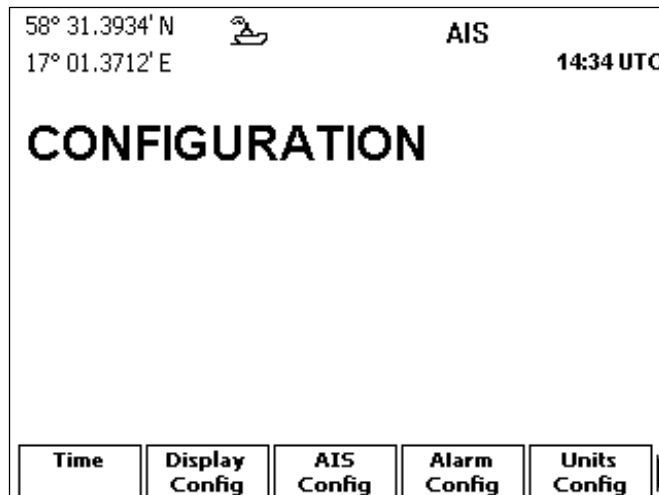 58° 31.3934' N
AIS
17° 01.3712' E
14:34 UTC
CONFIGURATION
Time
Display Config
AIS Config
Alarm Config
Units Config